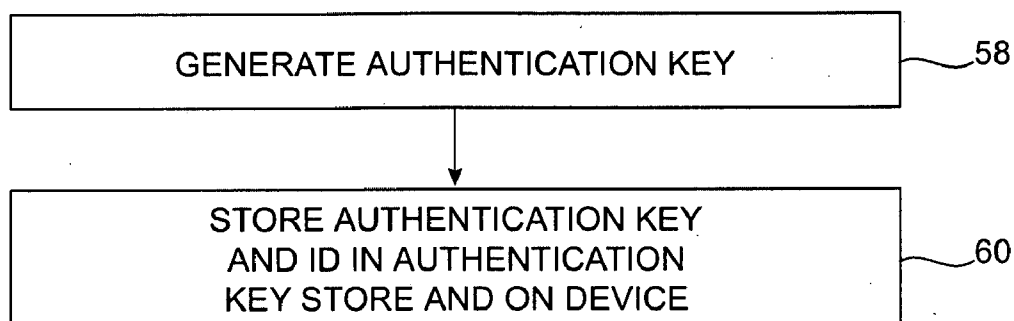 GENERATE AUTHENTICATION KEY
58
STORE AUTHENTICATION KEY
AND ID IN AUTHENTICATION
KEY STORE AND ON DEVICE
60